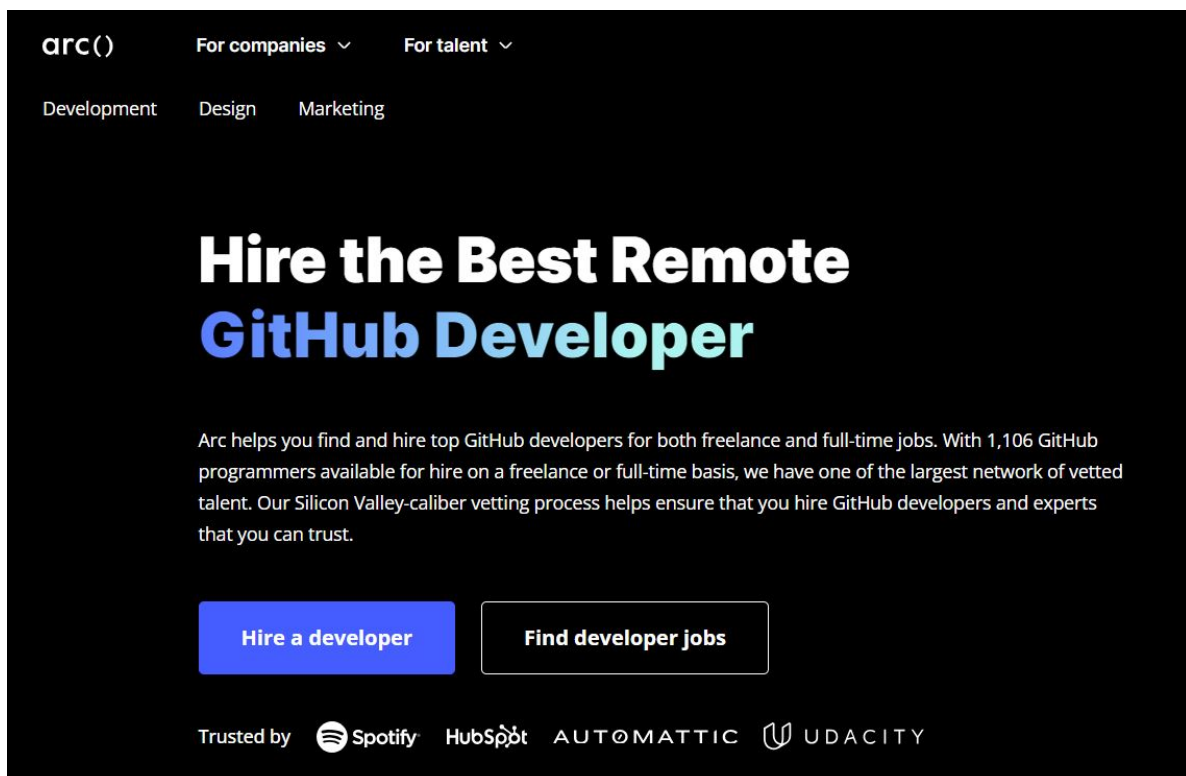 arc() For companies For talent
Development Design Marketing
Hire the Best Remote
GitHub Developer
Arc helps you find and hire top GitHub developers for both freelance and full-time jobs. With 1,106 GitHub
programmers available for hire on a freelance or full-time basis, we have one of the largest network of vetted
talent. Our Silicon Valley-caliber vetting process helps ensure that you hire GitHub developers and experts
that you can trust.
Hire a developer Find developer jobs
Trusted by Spotify HubSpot AUTOMATTIC UDACITY